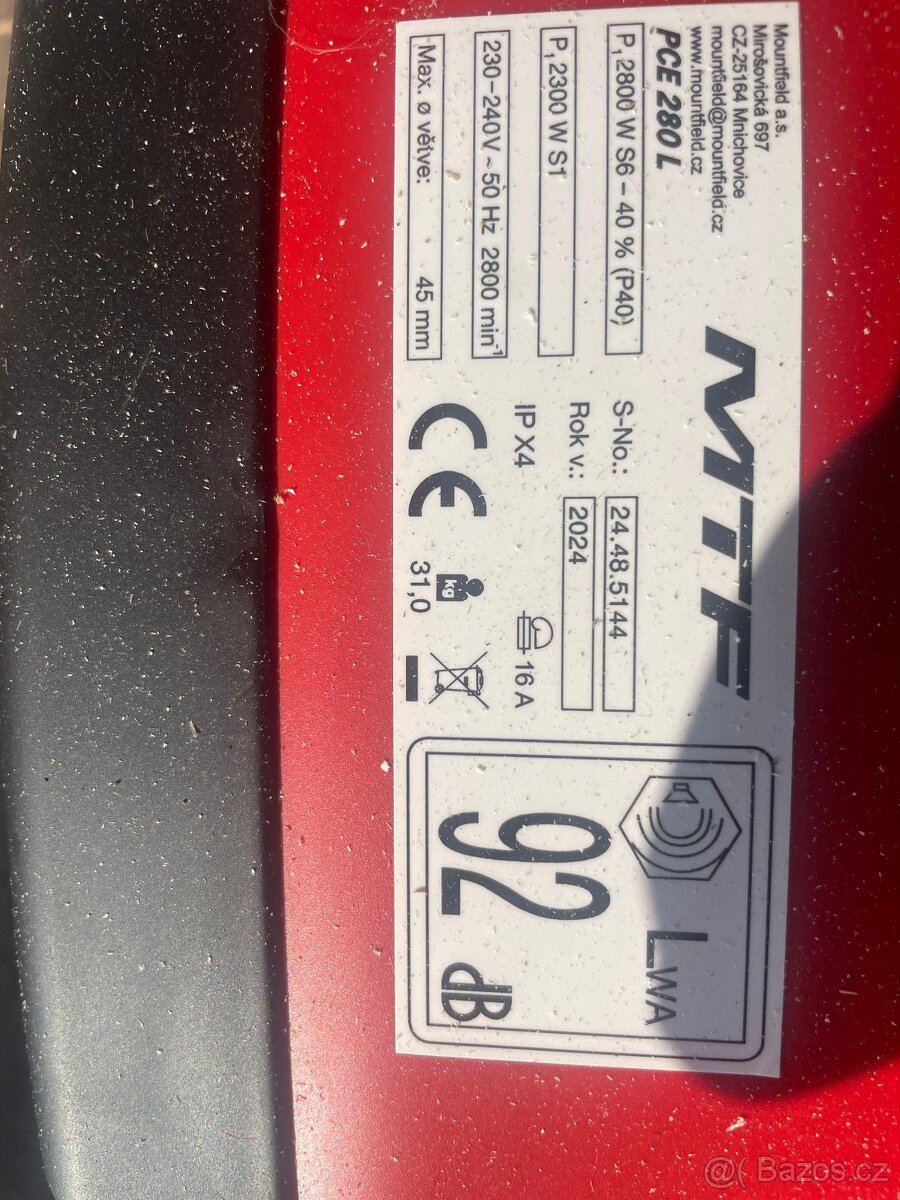 Mountfield a.s.
Mirošovická 697
CZ-25164 Mnichovice
mountfield@mountfield.cz
www.mountfield.cz
MTF
PCE 280 L
P₁ 2800 W S6 – 40 % (P40)
P₁ 2300 W S1
230–240V ~ 50 Hz 2800 min⁻¹
Max. ø větve: 45 mm
S-No.: 24.48.5144
Rok v.: 2024
IP X4
16 A
CE
kg
31,0
LWA
92
dB
@( Bazos.cz